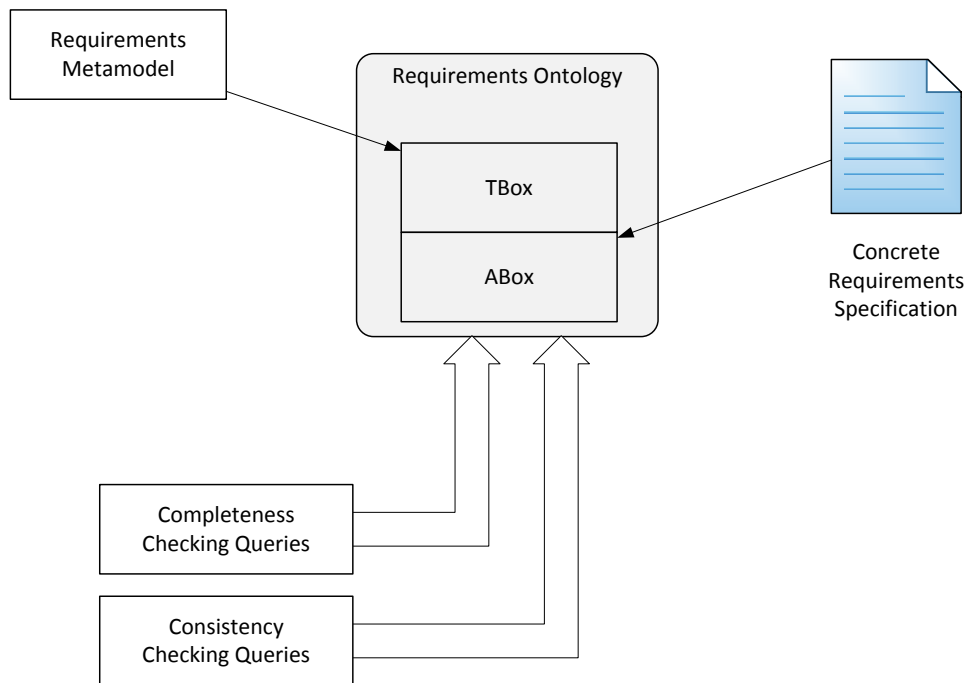 Requirements
Metamodel
Requirements Ontology
TBox
ABox
Concrete
Requirements
Specification
Completeness
Checking Queries
Consistency
Checking Queries